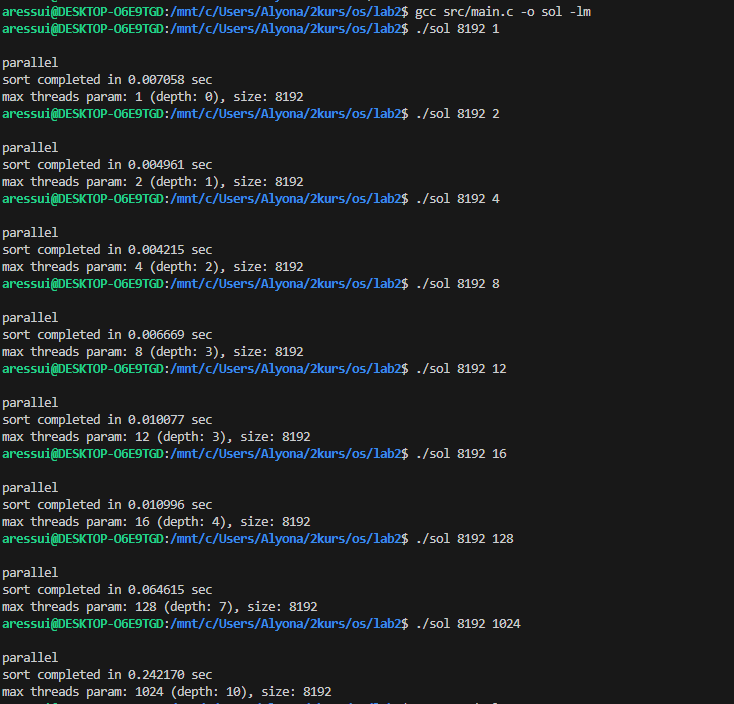 aressui@DESKTOP-O6E9TGD:/mnt/c/Users/Alyona/2kurs/os/lab2$ gcc src/main.c -o sol -lm
aressui@DESKTOP-O6E9TGD:/mnt/c/Users/Alyona/2kurs/os/lab2$ ./sol 8192 1
parallel
sort completed in 0.007058 sec
max threads param: 1 (depth: 0), size: 8192
aressui@DESKTOP-O6E9TGD:/mnt/c/Users/Alyona/2kurs/os/lab2$ ./sol 8192 2
parallel
sort completed in 0.004961 sec
max threads param: 2 (depth: 1), size: 8192
aressui@DESKTOP-O6E9TGD:/mnt/c/Users/Alyona/2kurs/os/lab2$ ./sol 8192 4
parallel
sort completed in 0.004215 sec
max threads param: 4 (depth: 2), size: 8192
aressui@DESKTOP-O6E9TGD:/mnt/c/Users/Alyona/2kurs/os/lab2$ ./sol 8192 8
parallel
sort completed in 0.006669 sec
max threads param: 8 (depth: 3), size: 8192
aressui@DESKTOP-O6E9TGD:/mnt/c/Users/Alyona/2kurs/os/lab2$ ./sol 8192 12
parallel
sort completed in 0.010077 sec
max threads param: 12 (depth: 3), size: 8192
aressui@DESKTOP-O6E9TGD:/mnt/c/Users/Alyona/2kurs/os/lab2$ ./sol 8192 16
parallel
sort completed in 0.010996 sec
max threads param: 16 (depth: 4), size: 8192
aressui@DESKTOP-O6E9TGD:/mnt/c/Users/Alyona/2kurs/os/lab2$ ./sol 8192 128
parallel
sort completed in 0.064615 sec
max threads param: 128 (depth: 7), size: 8192
aressui@DESKTOP-O6E9TGD:/mnt/c/Users/Alyona/2kurs/os/lab2$ ./sol 8192 1024
parallel
sort completed in 0.242170 sec
max threads param: 1024 (depth: 10), size: 8192